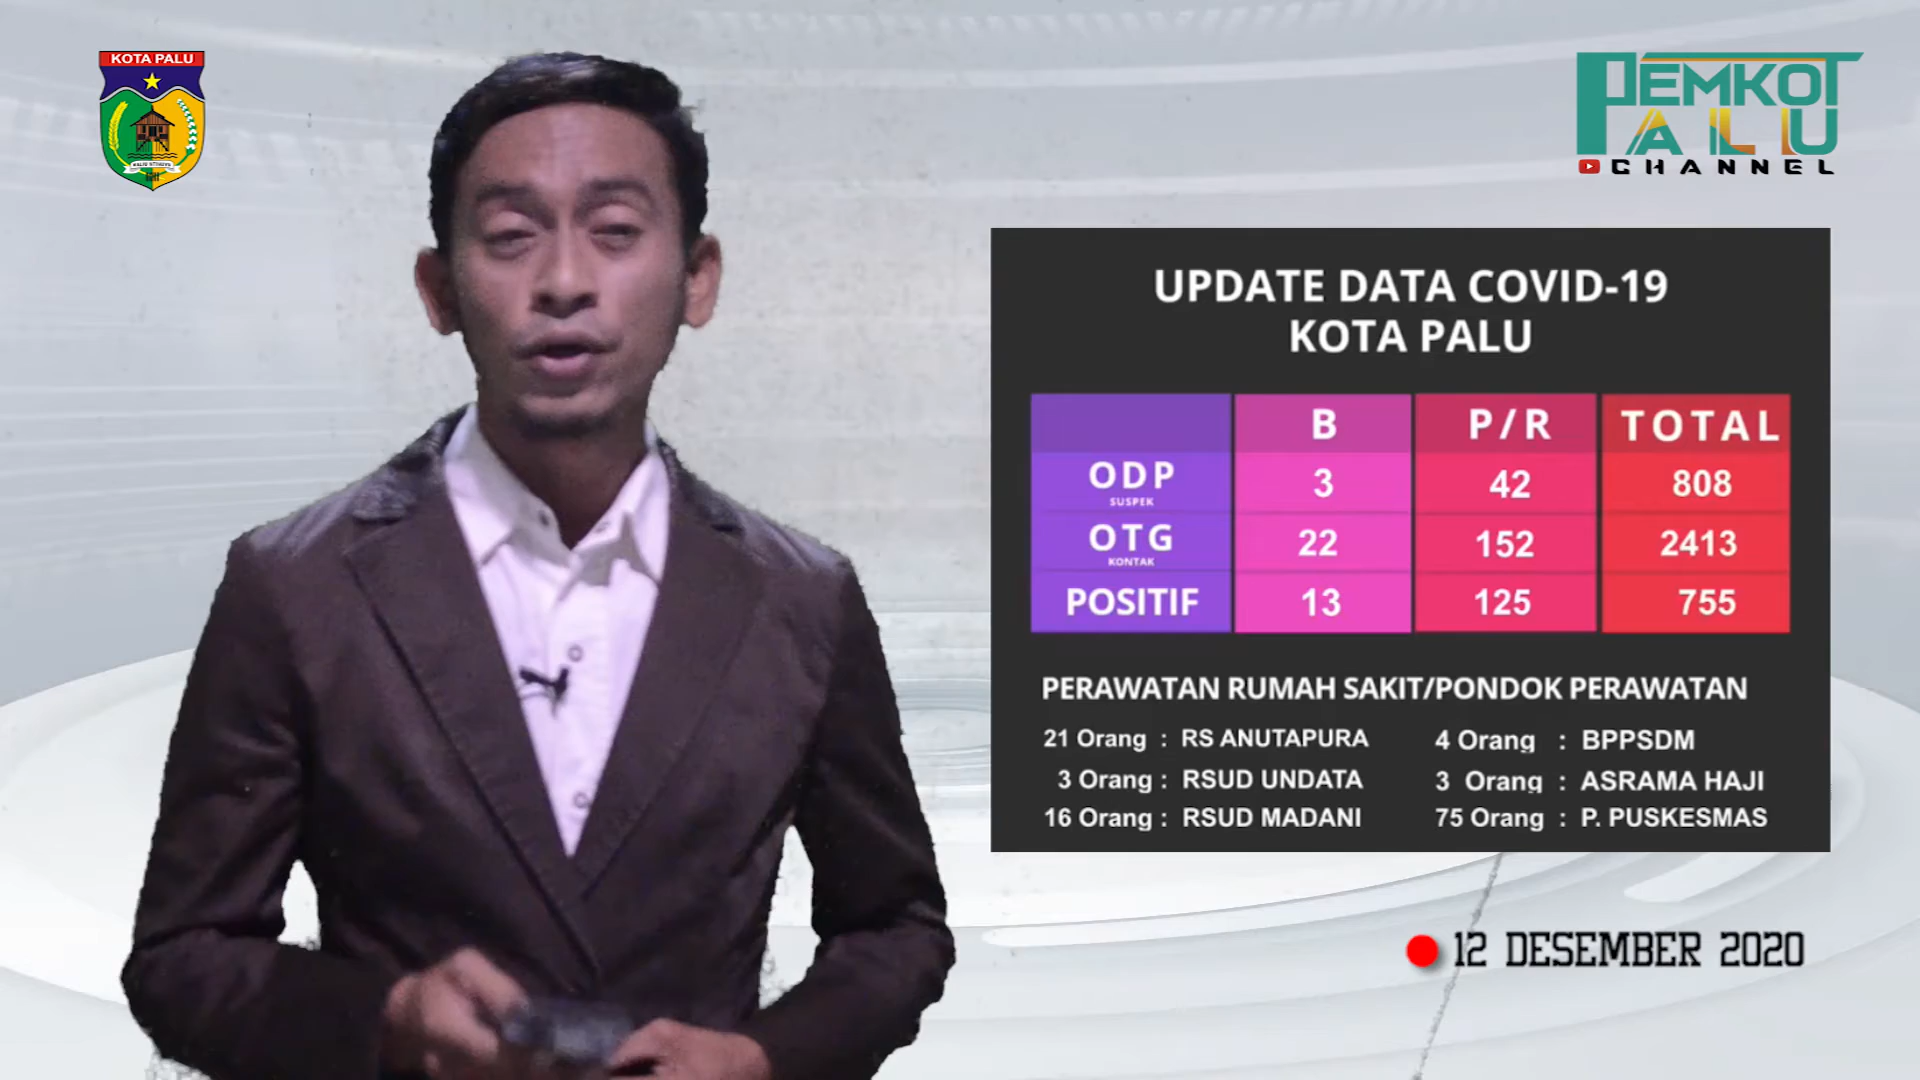 KOTA PALU
PEMKOT
PALU
CHANNEL
UPDATE DATA COVID-19
KOTA PALU
B P/R TOTAL
ODP 3 42 808
SUSPEK
OTG 22 152 2413
KONTAK
POSITIF 13 125 755
PERAWATAN RUMAH SAKIT/PONDOK PERAWATAN
21 Orang : RS ANUTAPURA 4 Orang : BPPSDM
3 Orang : RSUD UNDATA 3 Orang : ASRAMA HAJI
16 Orang : RSUD MADANI 75 Orang : P. PUSKESMAS
12 DESEMBER 2020